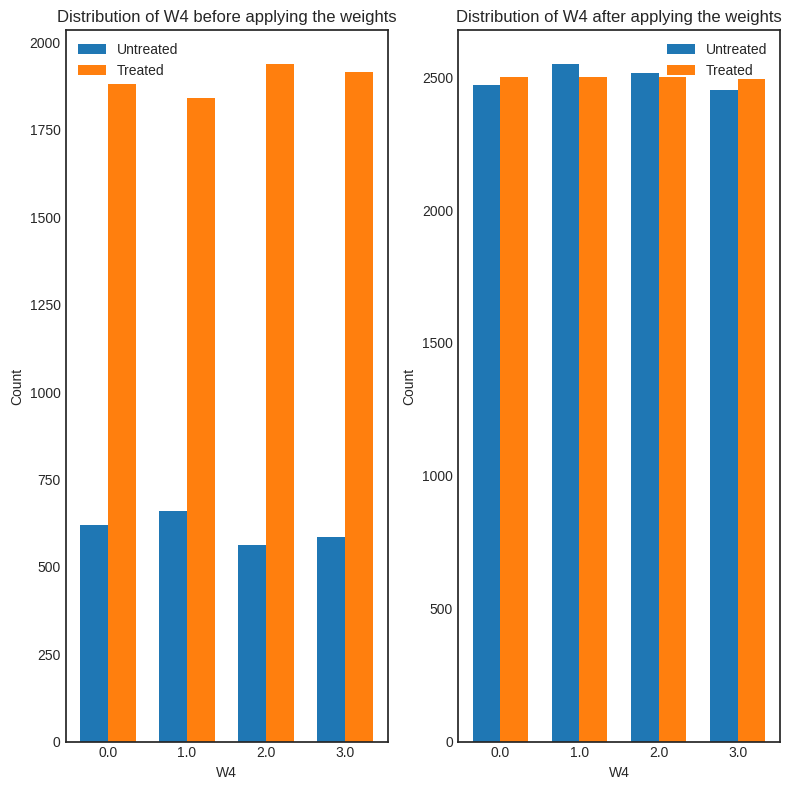 Distribution of W4 before applying the weights
Untreated
Treated
2000
1750
1500
1250
1000
750
500
250
0
Count
0.0 1.0 2.0 3.0
W4
Distribution of W4 after applying the weights
Untreated
Treated
2500
2000
1500
1000
500
0
Count
0.0 1.0 2.0 3.0
W4